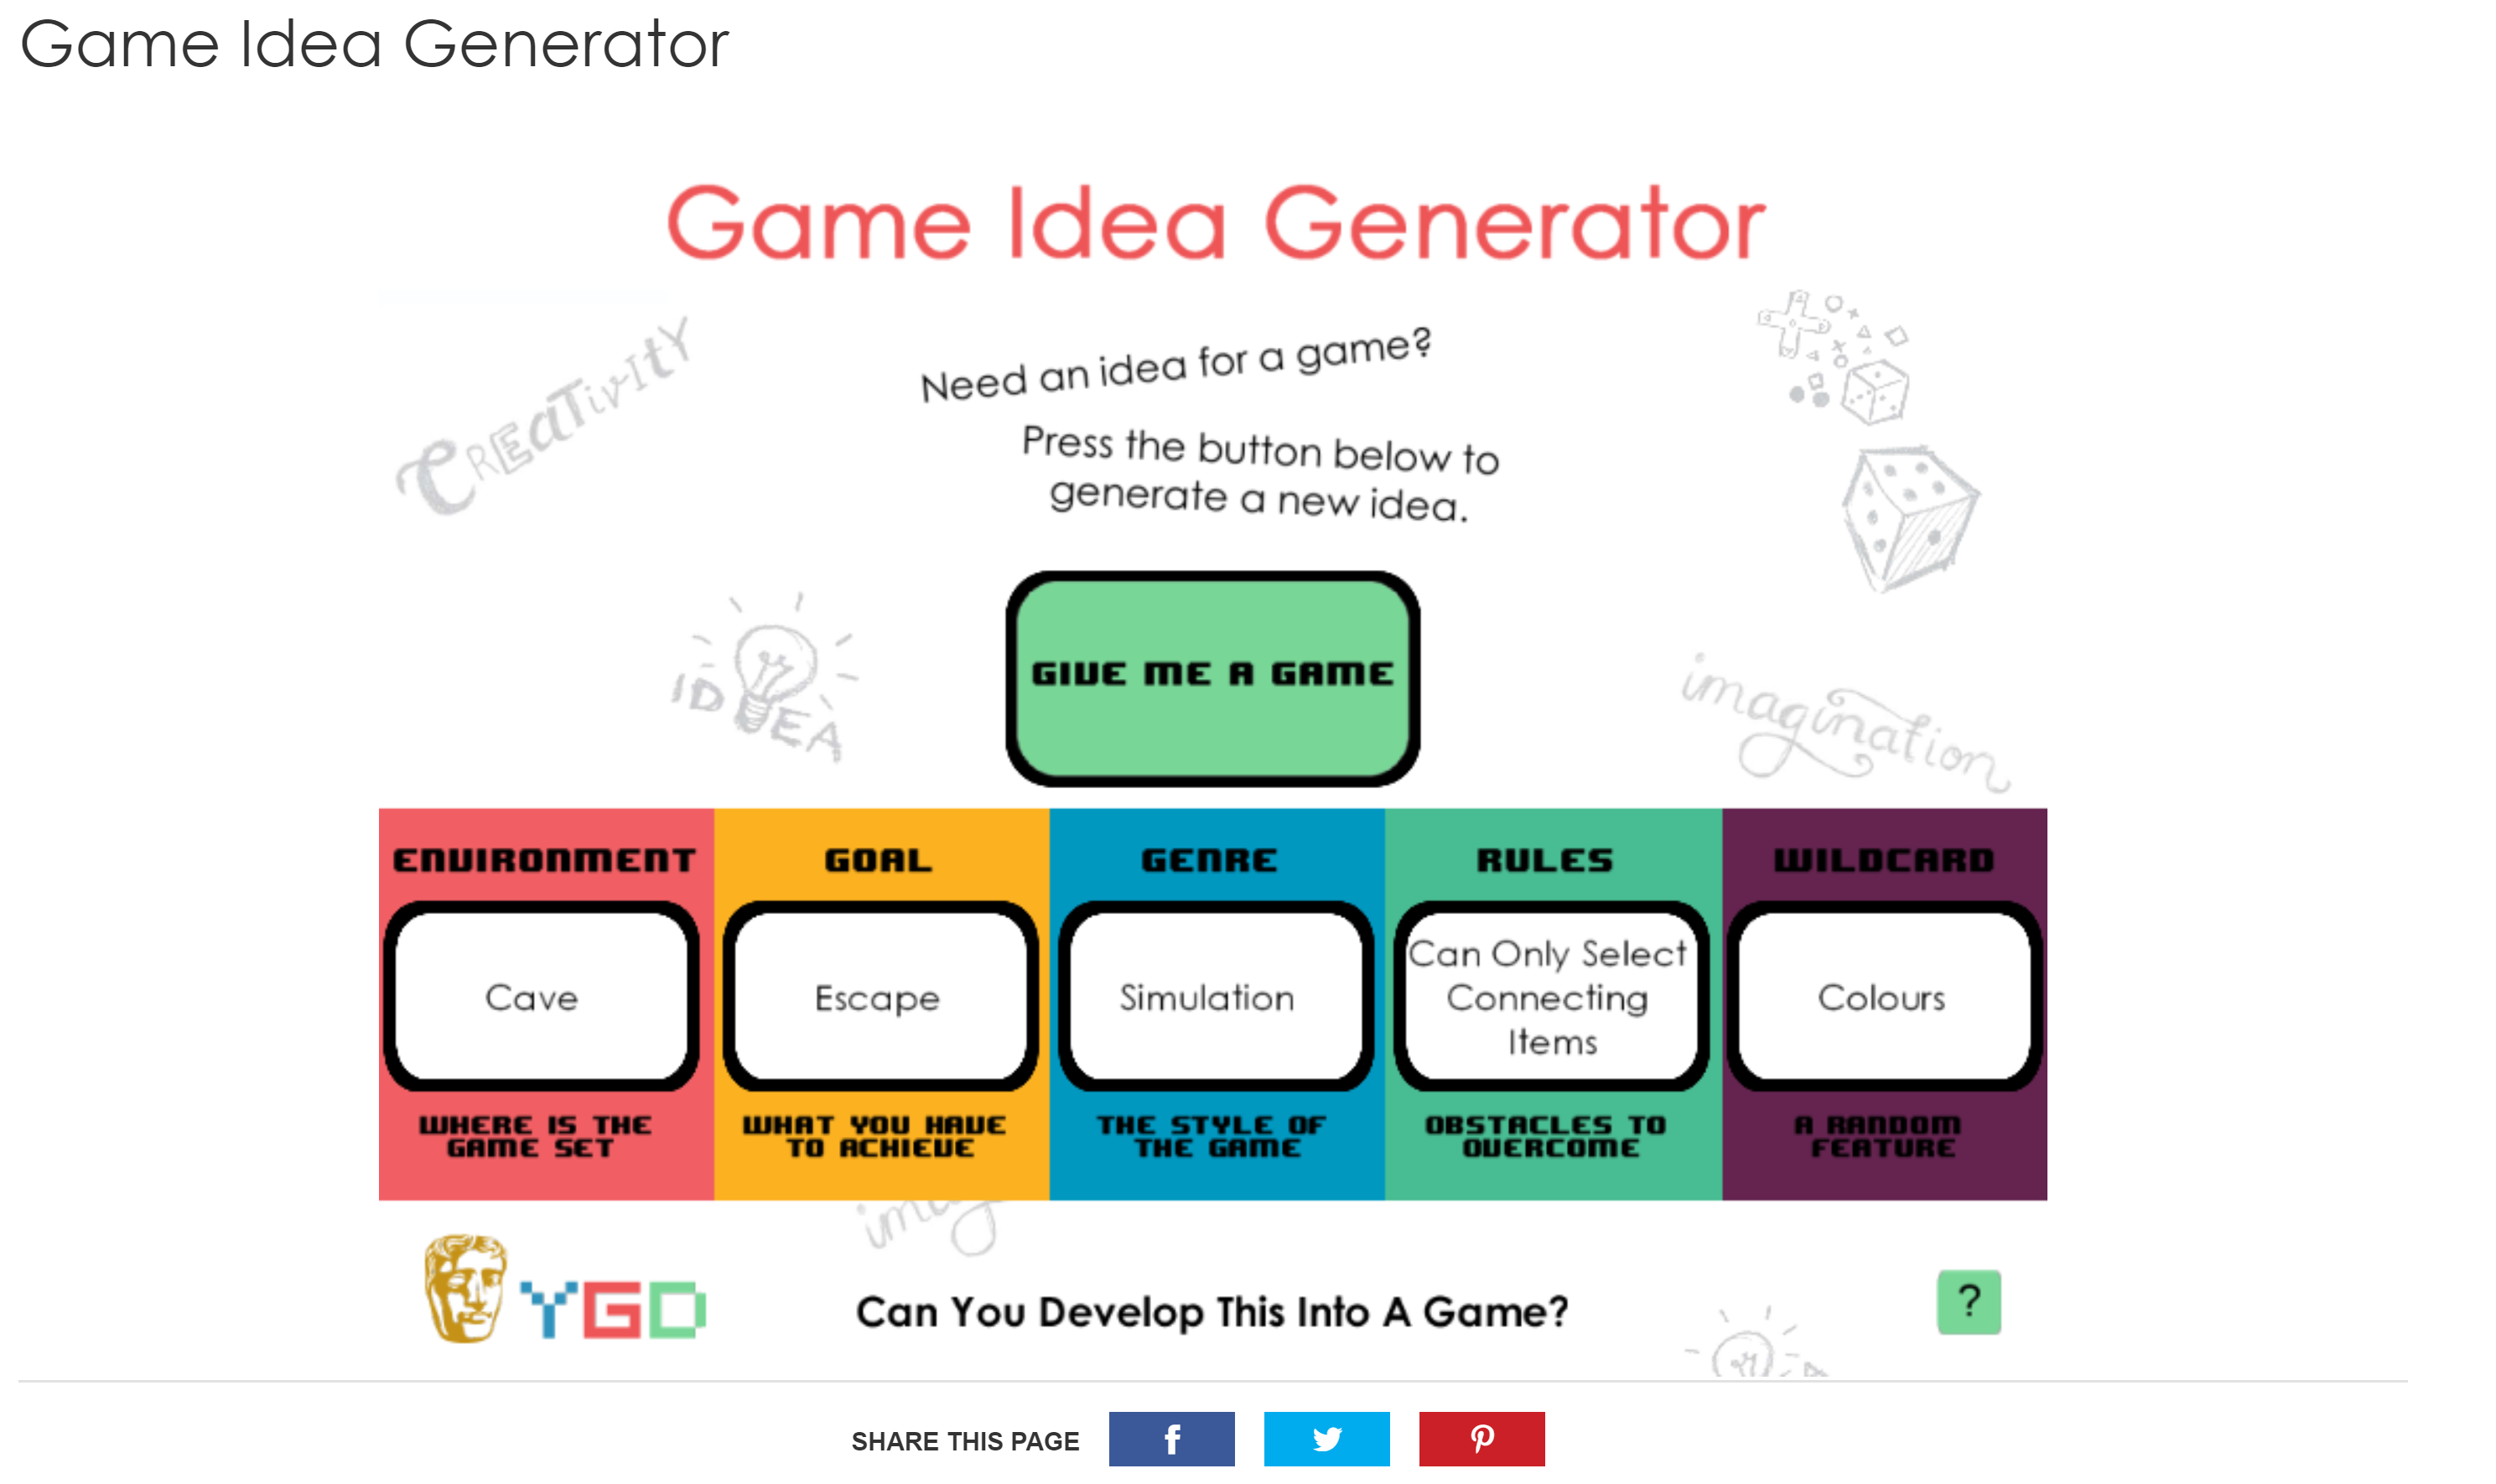 Game Idea Generator
Game Idea Generator
CREaTiviTY
Need an idea for a game?
Press the button below to
generate a new idea.
IDEA
GIVE ME A GAME
imagination
ENVIRONMENT
GOAL
GENRE
RULES
WILDCARD
Cave
Escape
Simulation
Can Only Select
Connecting
Items
Colours
WHERE IS THE
GAME SET
WHAT YOU HAVE
TO ACHIEVE
THE STYLE OF
THE GAME
OBSTACLES TO
OVERCOME
A RANDOM
FEATURE
YGD
Can You Develop This Into A Game?
?
SHARE THIS PAGE